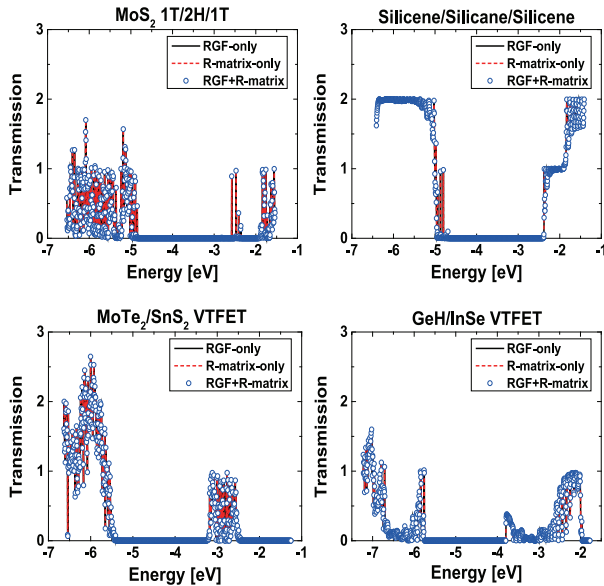 MoS₂ 1T/2H/1T
Transmission
3
2
1
0
RGF-only
R-matrix-only
RGF+R-matrix
-7 -6 -5 -4 -3 -2 -1
Energy [eV]
Silicene/Silicane/Silicene
Transmission
3
2
1
0
RGF-only
R-matrix-only
RGF+R-matrix
-7 -6 -5 -4 -3 -2 -1
Energy [eV]
MoTe₂/SnS₂ VTFET
Transmission
3
2
1
0
RGF-only
R-matrix-only
RGF+R-matrix
-7 -6 -5 -4 -3 -2 -1
Energy [eV]
GeH/InSe VTFET
Transmission
3
2
1
0
RGF-only
R-matrix-only
RGF+R-matrix
-7 -6 -5 -4 -3 -2
Energy [eV]